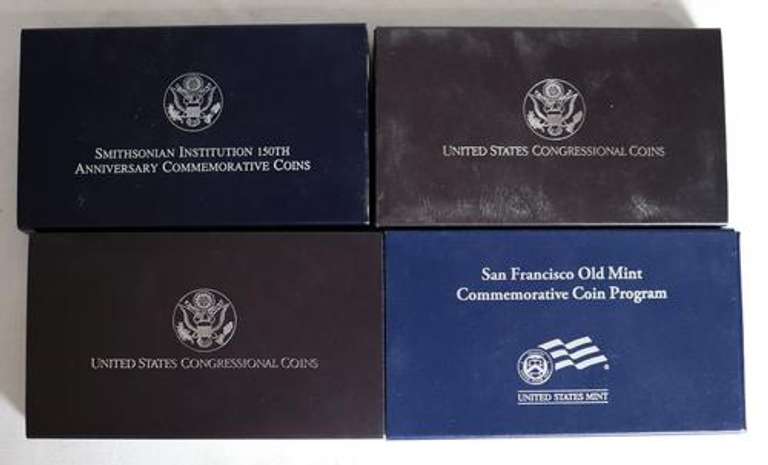 SMITHSONIAN INSTITUTION 150TH
ANNIVERSARY COMMEMORATIVE COINS
UNITED STATES CONGRESSIONAL COINS
UNITED STATES CONGRESSIONAL COINS
San Francisco Old Mint
Commemorative Coin Program
UNITED STATES MINT